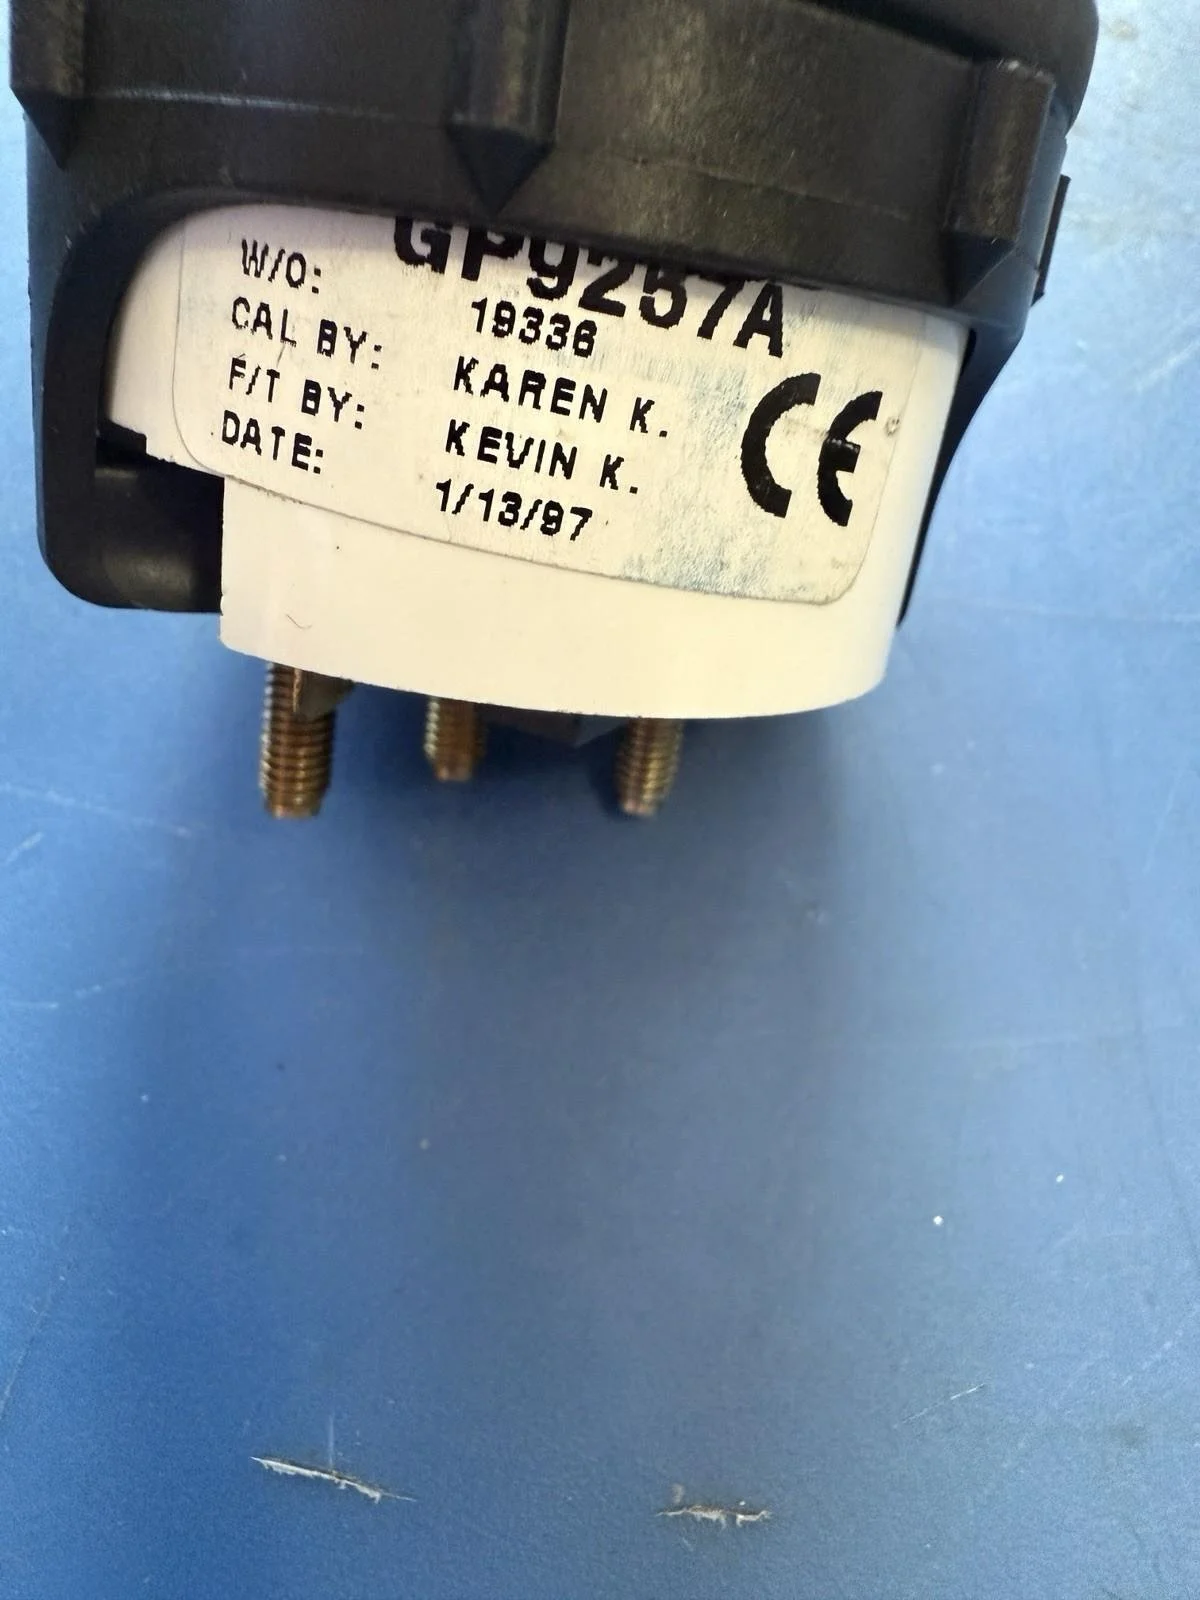 GP9257A
W/O: 19336
CAL BY: KAREN K.
F/T BY: KEVIN K.
DATE: 1/13/97
CE